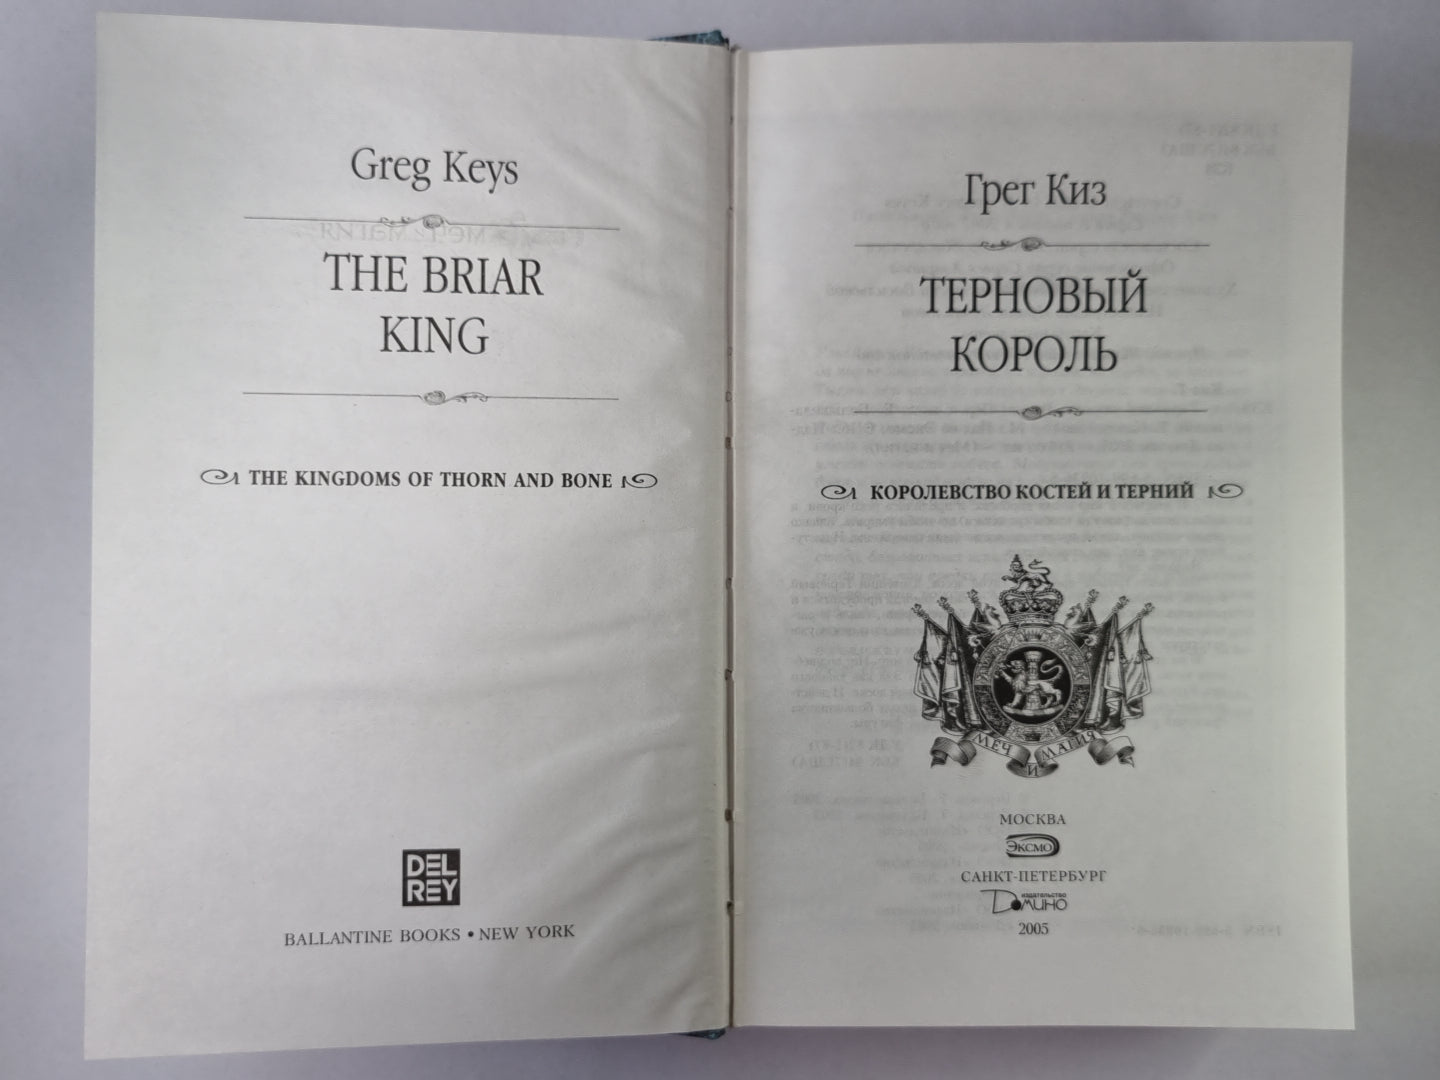 Greg Keys
THE BRIAR
KING
THE KINGDOMS OF THORN AND BONE
DEL
REY
BALLANTINE BOOKS • NEW YORK
Грег Киз
ТЕРНОВЫЙ
КОРОЛЬ
КОРОЛЕВСТВО КОСТЕЙ И ТЕРНИЙ
МЕЧ И МАГИЯ
МОСКВА
ЭКСМО
САНКТ-ПЕТЕРБУРГ
издательство
Домино
2005